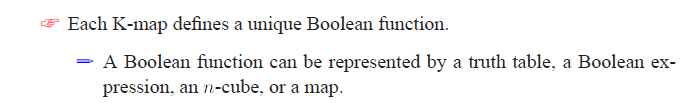 Each K-map defines a unique Boolean function.
A Boolean function can be represented by a truth table, a Boolean ex-
pression, an n-cube, or a map.